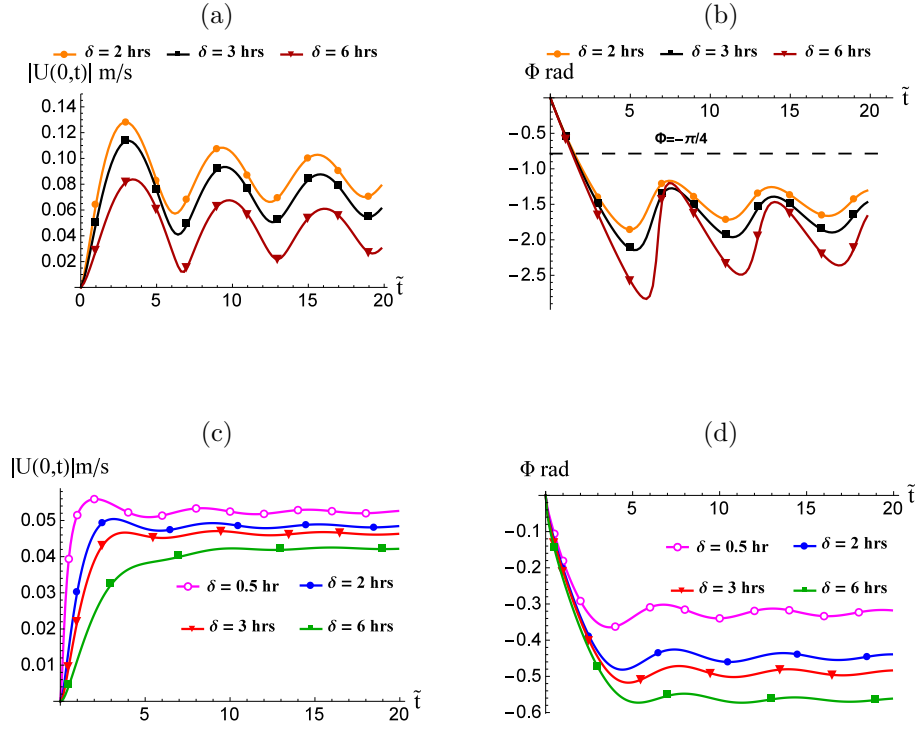 (a)
δ = 2 hrs δ = 3 hrs δ = 6 hrs
|U(0,t)| m/s
0.14
0.12
0.10
0.08
0.06
0.04
0.02
0 5 10 15 20
t̃
(b)
δ = 2 hrs δ = 3 hrs δ = 6 hrs
Φ rad
t̃
5 10 15 20
-0.5
Φ=-π/4
-1.0
-1.5
-2.0
-2.5
(c)
|U(0,t)|m/s
0.05
0.04
0.03
0.02
0.01
δ = 0.5 hr δ = 2 hrs
δ = 3 hrs δ = 6 hrs
5 10 15 20
t̃
(d)
Φ rad
t̃
0 5 10 15 20
-0.1
-0.2
-0.3
-0.4
-0.5
-0.6
δ = 0.5 hr δ = 2 hrs
δ = 3 hrs δ = 6 hrs